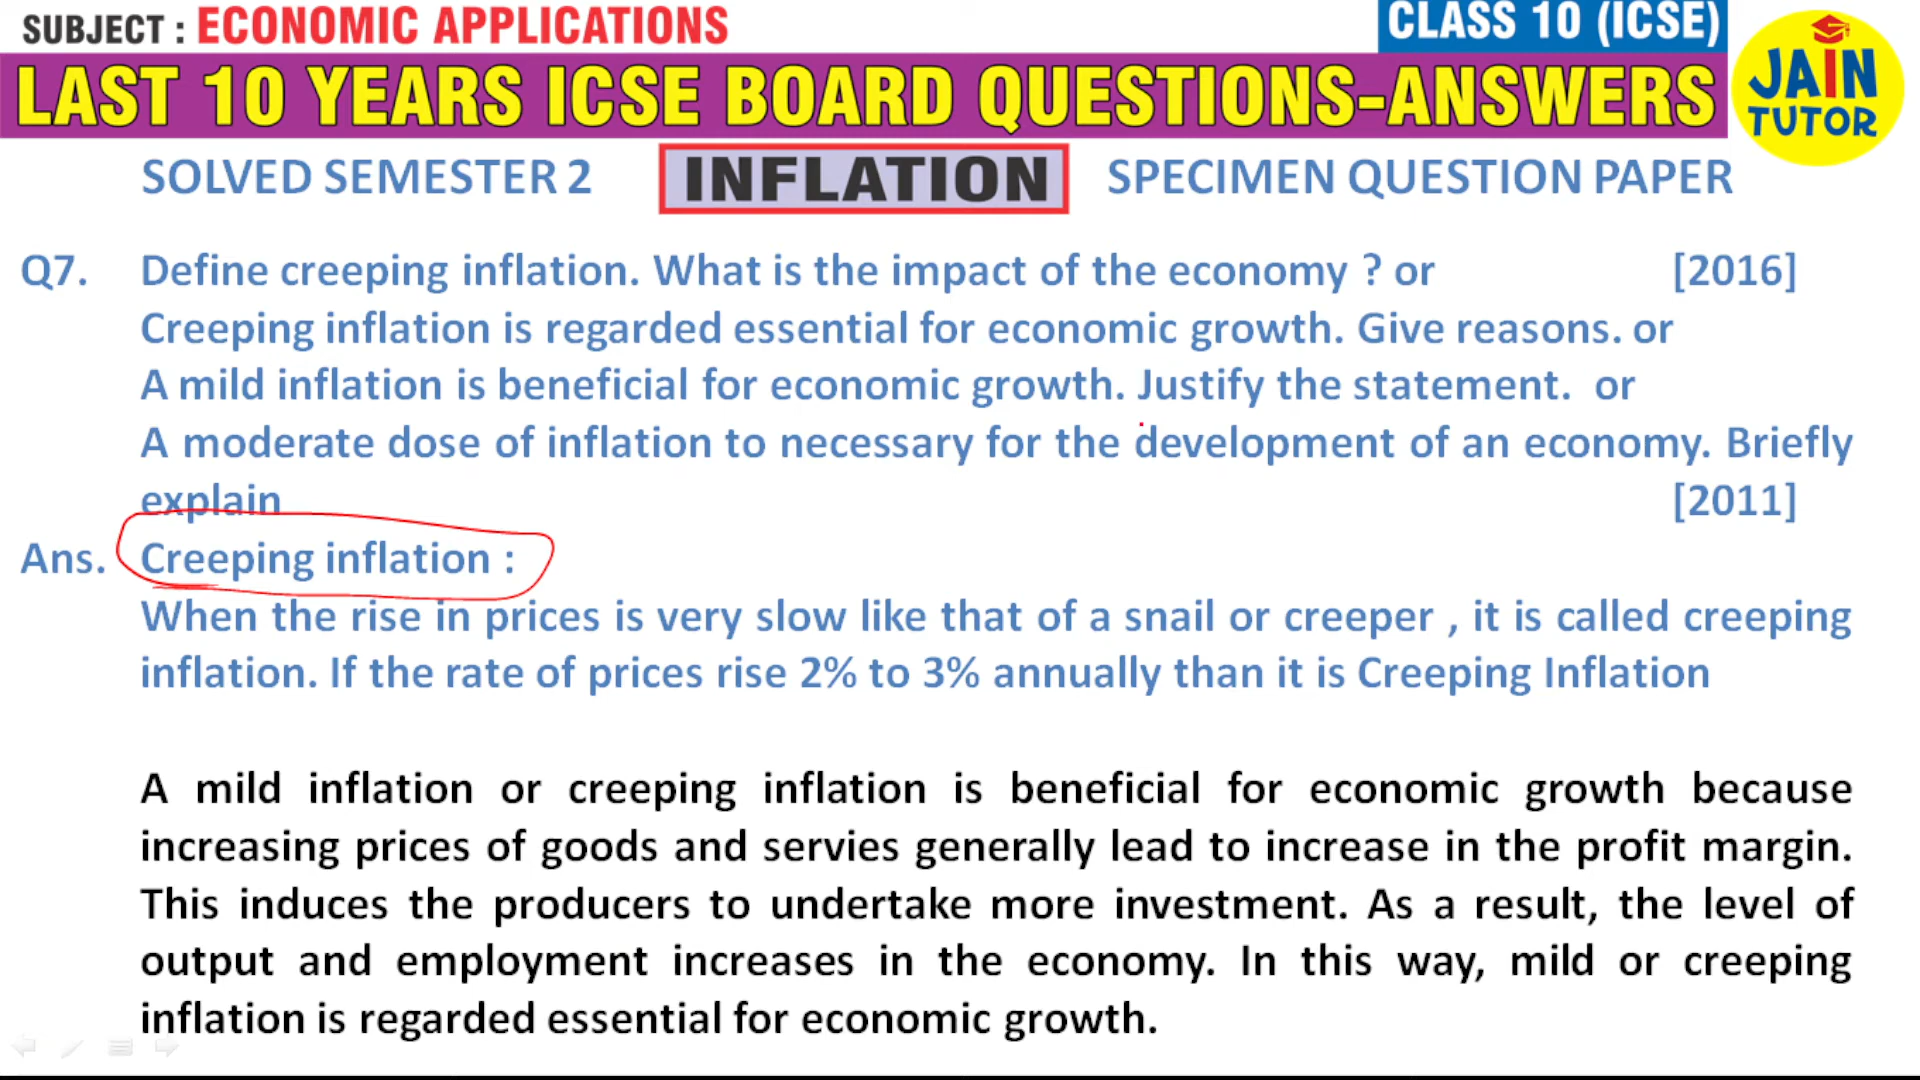 SUBJECT : ECONOMIC APPLICATIONS
CLASS 10 (ICSE)
LAST 10 YEARS ICSE BOARD QUESTIONS-ANSWERS
JAIN
TUTOR
SOLVED SEMESTER 2 INFLATION SPECIMEN QUESTION PAPER
Q7. Define creeping inflation. What is the impact of the economy ? or [2016]
Creeping inflation is regarded essential for economic growth. Give reasons. or
A mild inflation is beneficial for economic growth. Justify the statement. or
A moderate dose of inflation to necessary for the development of an economy. Briefly
explain [2011]
Ans. Creeping inflation :
When the rise in prices is very slow like that of a snail or creeper , it is called creeping
inflation. If the rate of prices rise 2% to 3% annually than it is Creeping Inflation
A mild inflation or creeping inflation is beneficial for economic growth because
increasing prices of goods and servies generally lead to increase in the profit margin.
This induces the producers to undertake more investment. As a result, the level of
output and employment increases in the economy. In this way, mild or creeping
inflation is regarded essential for economic growth.